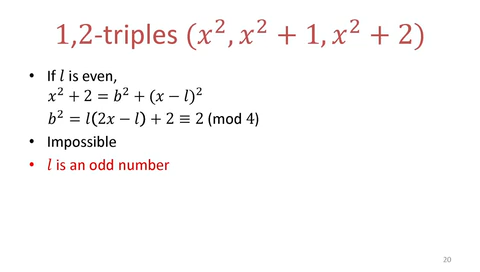 1,2-triples (𝑥², 𝑥² + 1, 𝑥² + 2)
• If 𝑙 is even,
𝑥² + 2 = 𝑏² + (𝑥 − 𝑙)²
𝑏² = 𝑙(2𝑥 − 𝑙) + 2 ≡ 2 (mod 4)
• Impossible
• 𝑙 is an odd number
20